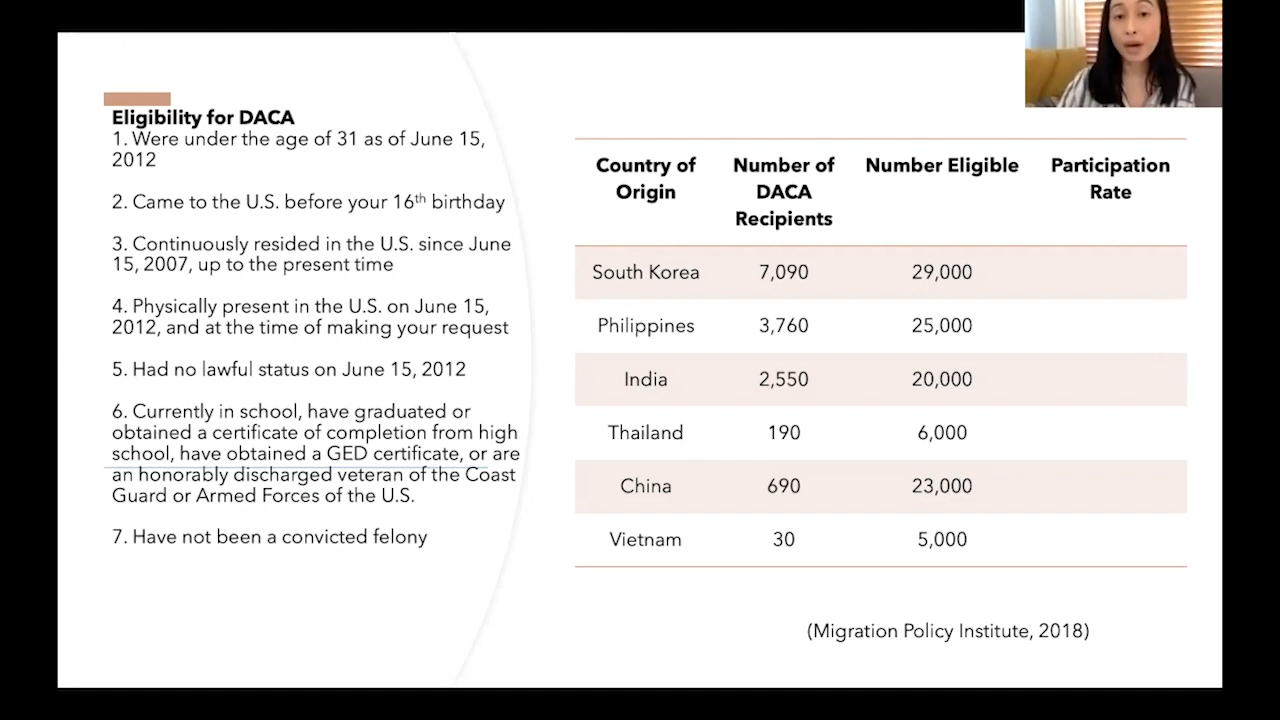 Eligibility for DACA
1. Were under the age of 31 as of June 15,
2012
2. Came to the U.S. before your 16th birthday
3. Continuously resided in the U.S. since June
15, 2007, up to the present time
4. Physically present in the U.S. on June 15,
2012, and at the time of making your request
5. Had no lawful status on June 15, 2012
6. Currently in school, have graduated or
obtained a certificate of completion from high
school, have obtained a GED certificate, or are
an honorably discharged veteran of the Coast
Guard or Armed Forces of the U.S.
7. Have not been a convicted felony
Country of Origin Number of DACA Recipients Number Eligible Participation Rate
South Korea 7,090 29,000
Philippines 3,760 25,000
India 2,550 20,000
Thailand 190 6,000
China 690 23,000
Vietnam 30 5,000
(Migration Policy Institute, 2018)